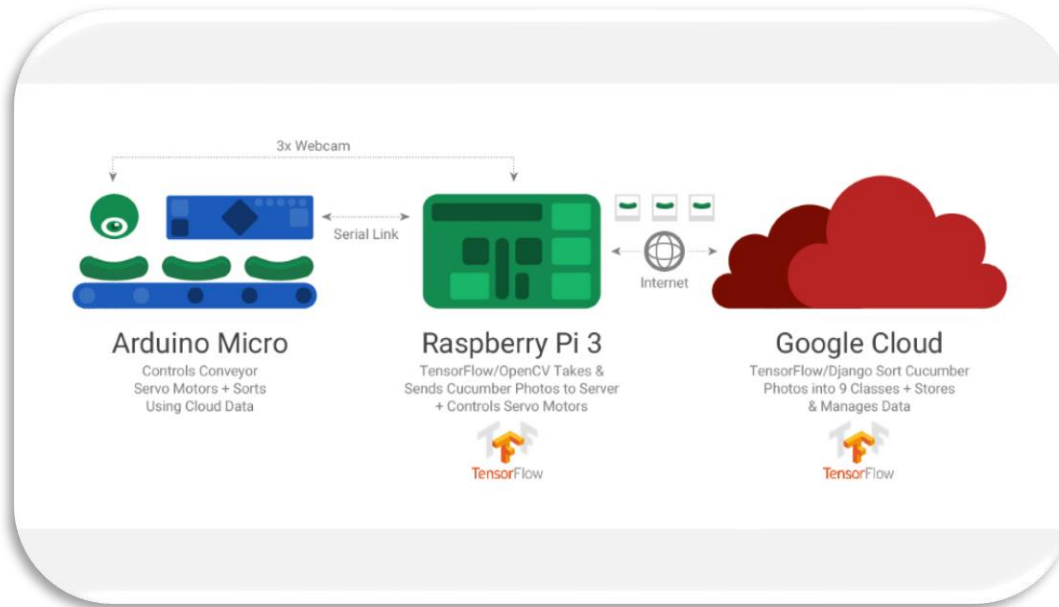 3x Webcam
Serial Link
Internet
Arduino Micro
Controls Conveyor
Servo Motors + Sorts
Using Cloud Data
Raspberry Pi 3
TensorFlow/OpenCV Takes &
Sends Cucumber Photos to Server
+ Controls Servo Motors
TensorFlow
Google Cloud
TensorFlow/Django Sort Cucumber
Photos into 9 Classes + Stores
& Manages Data
TensorFlow